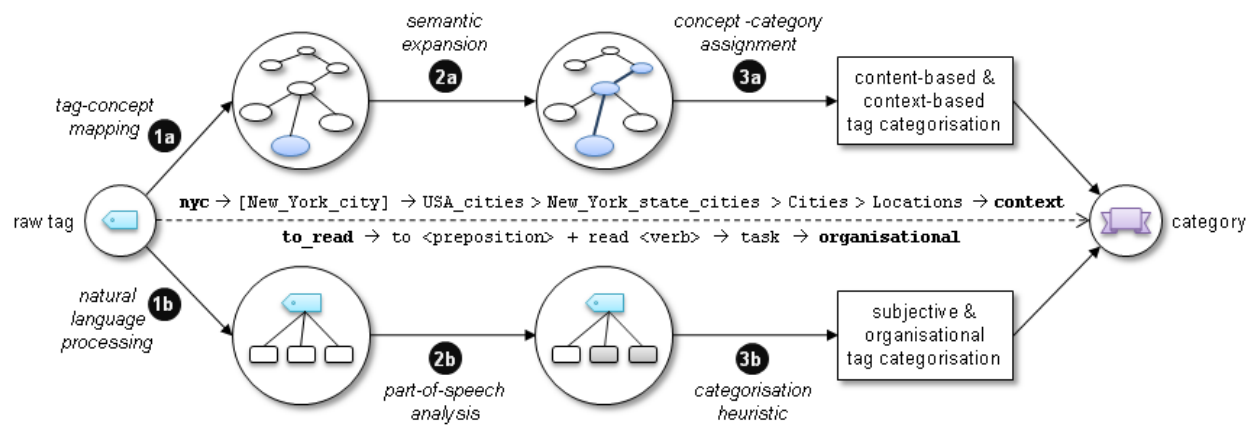 semantic
expansion
2a
concept -category
assignment
3a
tag-concept
mapping
1a
content-based &
context-based
tag categorisation
raw tag
nyc → [New_York_city] → USA_cities > New_York_state_cities > Cities > Locations → context
to_read → to <preposition> + read <verb> → task → organisational
category
natural
language
processing
1b
2b
part-of-speech
analysis
3b
categorisation
heuristic
subjective &
organisational
tag categorisation